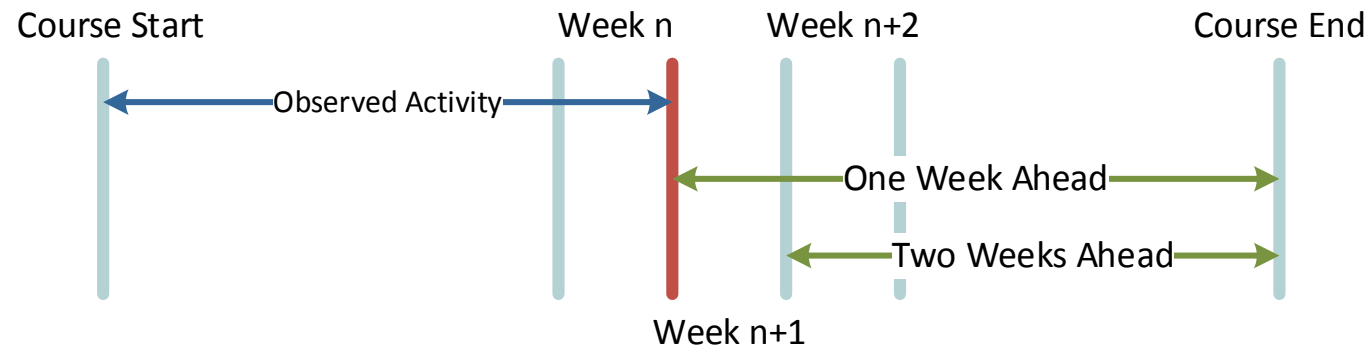 Course Start
Week n
Week n+2
Course End
Observed Activity
One Week Ahead
Two Weeks Ahead
Week n+1